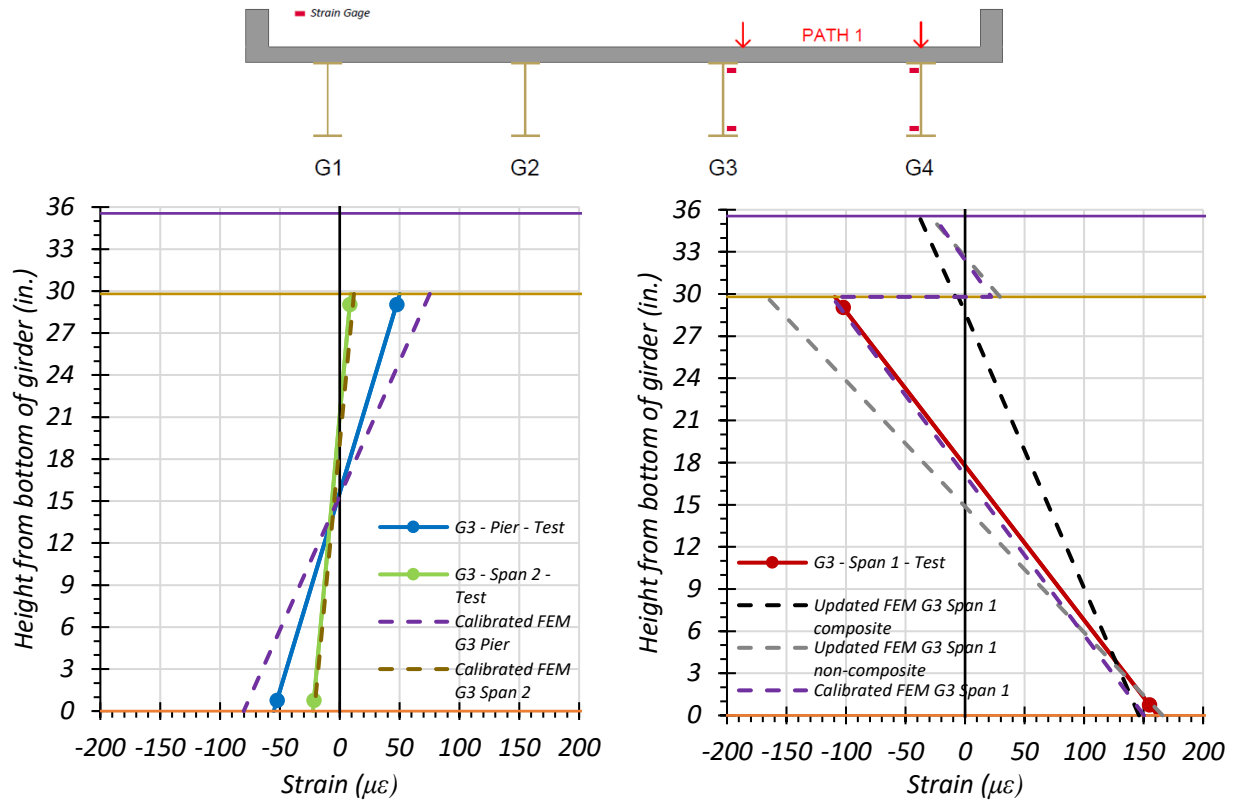 Strain Gage
PATH 1
G1
G2
G3
G4
Height from bottom of girder (in.)
36
33
30
27
24
21
18
15
12
9
6
3
0
-200 -150 -100 -50 0 50 100 150 200
Strain (με)
G3 - Pier - Test
G3 - Span 2 -
Test
Calibrated FEM
G3 Pier
Calibrated FEM
G3 Span 2
Height from bottom of girder (in.)
36
33
30
27
24
21
18
15
12
9
6
3
0
-200 -150 -100 -50 0 50 100 150 200
Strain (με)
G3 - Span 1 - Test
Updated FEM G3 Span 1
composite
Updated FEM G3 Span 1
non-composite
Calibrated FEM G3 Span 1